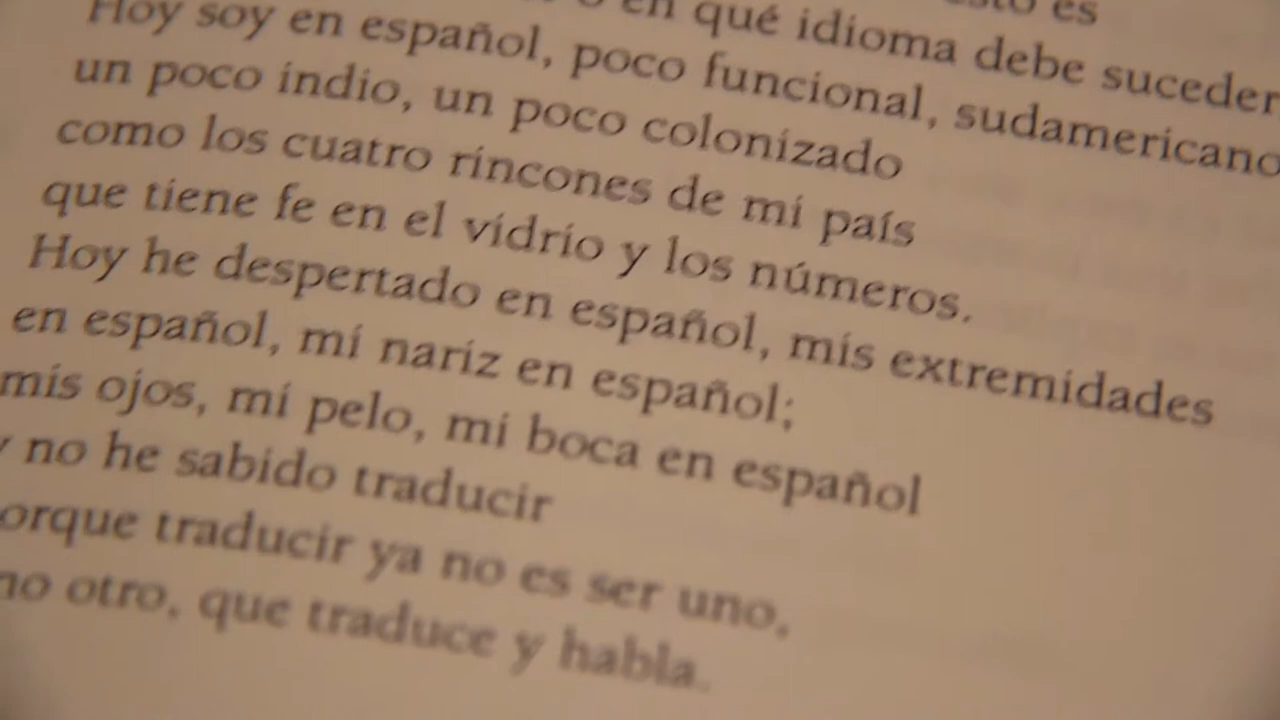 en qué idioma debe suceder
Hoy soy en español, poco funcional, sudamericano
un poco indio, un poco colonizado
como los cuatro rincones de mi país
que tiene fe en el vidrio y los números.
Hoy he despertado en español, mis extremidades
en español, mi nariz en español;
mis ojos, mi pelo, mi boca en español
y no he sabido traducir
orque traducir ya no es ser uno,
no otro, que traduce y habla.